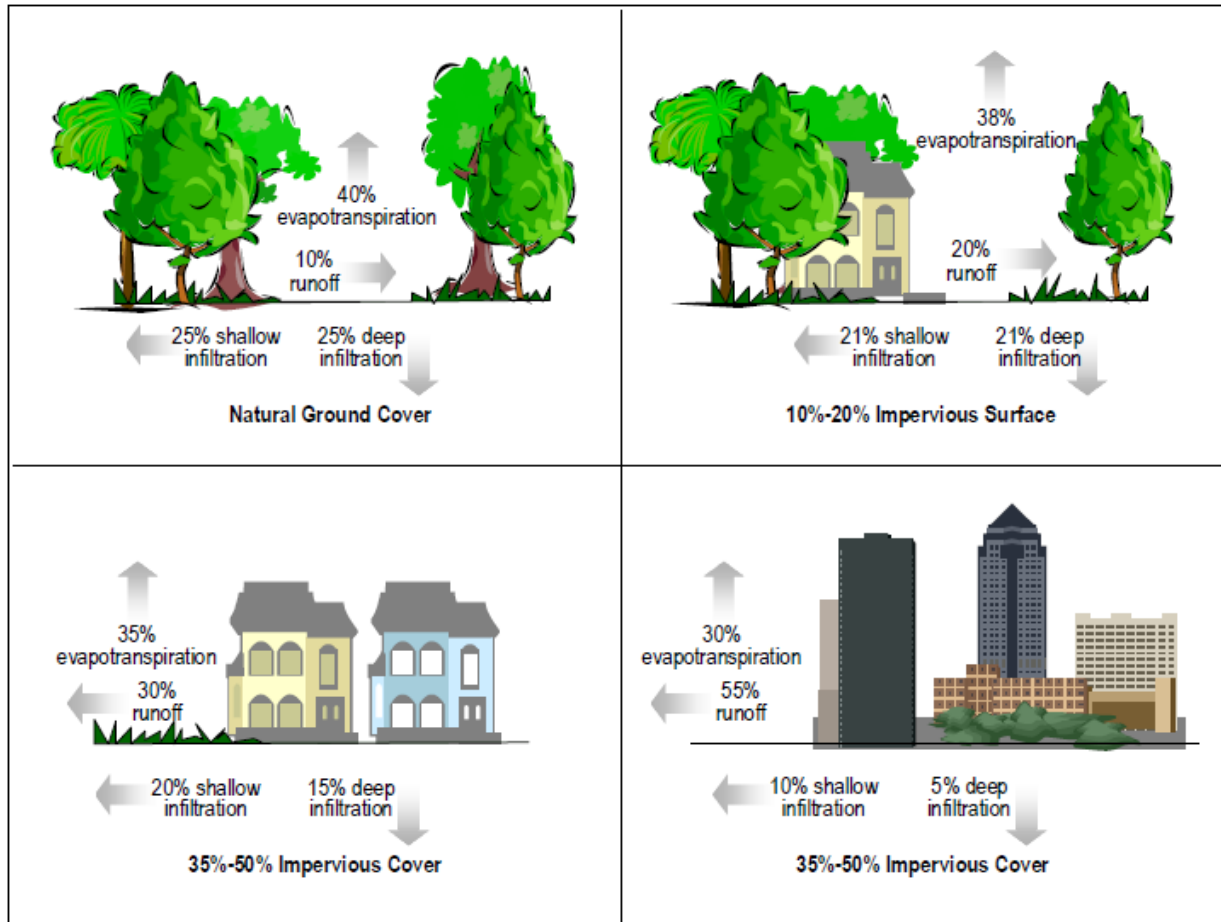 40%
evapotranspiration
10%
runoff
25% shallow
infiltration
25% deep
infiltration
Natural Ground Cover
38%
evapotranspiration
20%
runoff
21% shallow
infiltration
21% deep
infiltration
10%-20% Impervious Surface
35%
evapotranspiration
30%
runoff
20% shallow
infiltration
15% deep
infiltration
35%-50% Impervious Cover
30%
evapotranspiration
55%
runoff
10% shallow
infiltration
5% deep
infiltration
35%-50% Impervious Cover